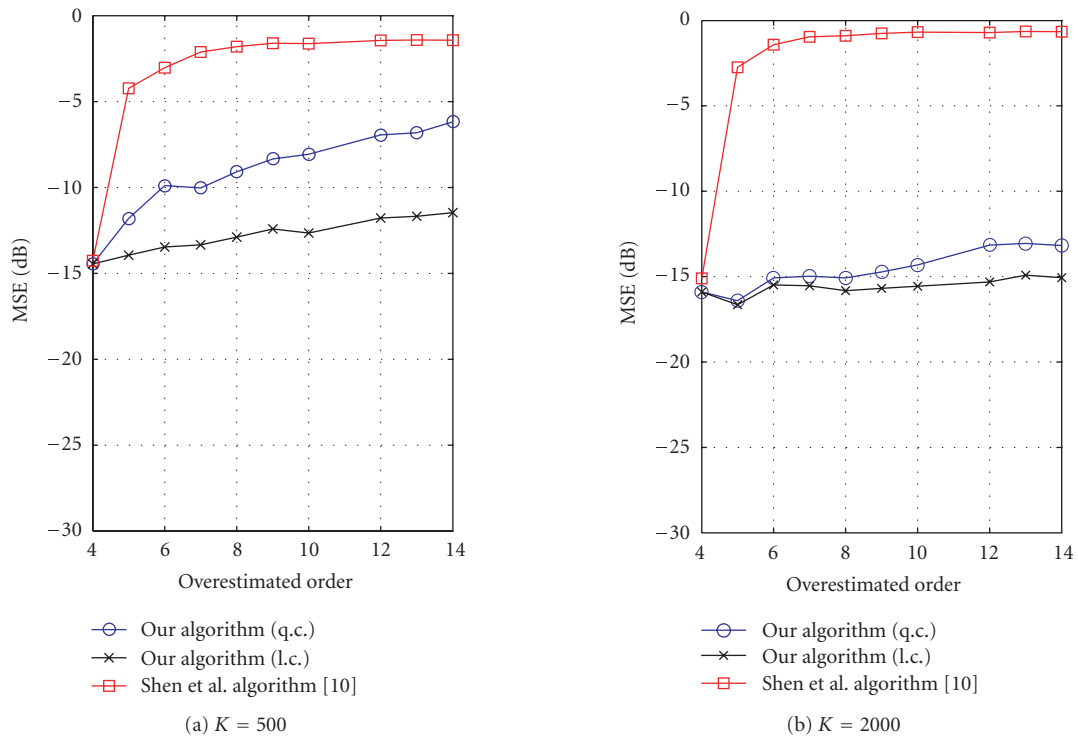 0
−5
−10
−15
−20
−25
−30
MSE (dB)
4 6 8 10 12 14
Overestimated order
Our algorithm (q.c.)
Our algorithm (l.c.)
Shen et al. algorithm [10]
(a) K = 500
0
−5
−10
−15
−20
−25
−30
MSE (dB)
4 6 8 10 12 14
Overestimated order
Our algorithm (q.c.)
Our algorithm (l.c.)
Shen et al. algorithm [10]
(b) K = 2000